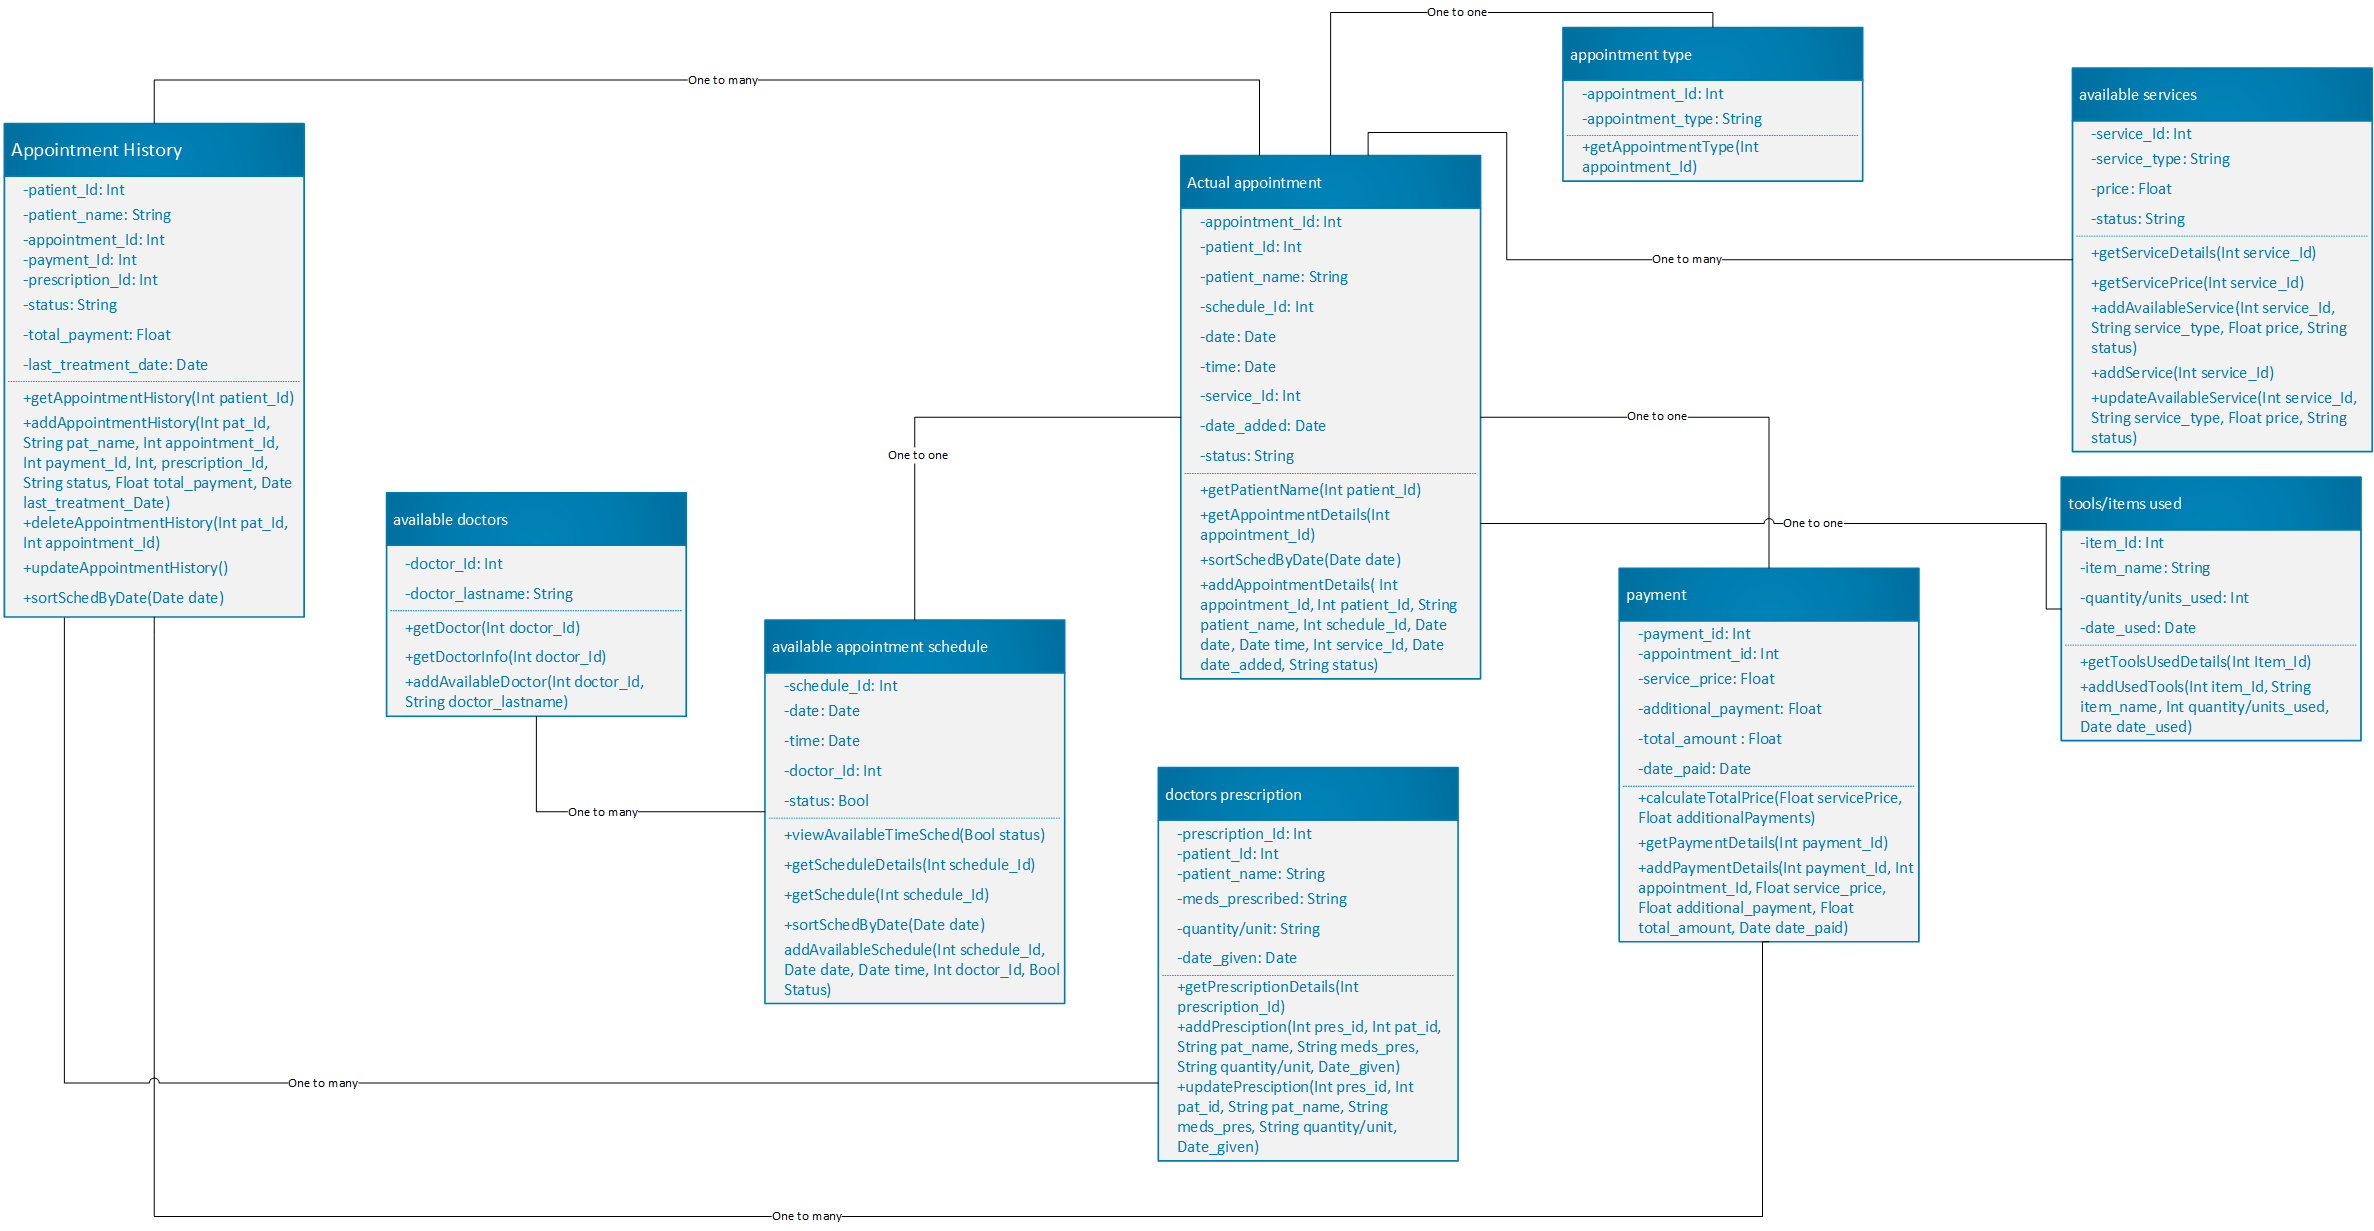 One to one
appointment type
-appointment_Id: Int
-appointment_type: String
+getAppointmentType(Int
appointment_Id)
One to many
available services
-service_Id: Int
-service_type: String
-price: Float
-status: String
+getServiceDetails(Int service_Id)
+getServicePrice(Int service_Id)
+addAvailableService(Int service_Id,
String service_type, Float price, String
status)
+addService(Int service_Id)
+updateAvailableService(Int service_Id,
String service_type, Float price, String
status)
Appointment History
-patient_Id: Int
-patient_name: String
-appointment_Id: Int
-payment_Id: Int
-prescription_Id: Int
-status: String
-total_payment: Float
-last_treatment_date: Date
+getAppointmentHistory(Int patient_Id)
+addAppointmentHistory(Int pat_Id,
String pat_name, Int appointment_Id,
Int payment_Id, Int, prescription_Id,
String status, Float total_payment, Date
last_treatment_Date)
+deleteAppointmentHistory(Int pat_Id,
Int appointment_Id)
+updateAppointmentHistory()
+sortSchedByDate(Date date)
Actual appointment
-appointment_Id: Int
-patient_Id: Int
-patient_name: String
-schedule_Id: Int
-date: Date
-time: Date
-service_Id: Int
-date_added: Date
-status: String
+getPatientName(Int patient_Id)
+getAppointmentDetails(Int
appointment_Id)
+sortSchedByDate(Date date)
+addAppointmentDetails( Int
appointment_Id, Int patient_Id, String
patient_name, Int schedule_Id, Date
date, Date time, Int service_Id, Date
date_added, String status)
One to many
One to one
One to one
One to one
available doctors
-doctor_Id: Int
-doctor_lastname: String
+getDoctor(Int doctor_Id)
+getDoctorInfo(Int doctor_Id)
+addAvailableDoctor(Int doctor_Id,
String doctor_lastname)
tools/items used
-item_Id: Int
-item_name: String
-quantity/units_used: Int
-date_used: Date
+getToolsUsedDetails(Int Item_Id)
+addUsedTools(Int item_Id, String
item_name, Int quantity/units_used,
Date date_used)
payment
-payment_id: Int
-appointment_id: Int
-service_price: Float
-additional_payment: Float
-total_amount : Float
-date_paid: Date
+calculateTotalPrice(Float servicePrice,
Float additionalPayments)
+getPaymentDetails(Int payment_Id)
+addPaymentDetails(Int payment_Id, Int
appointment_Id, Float service_price,
Float additional_payment, Float
total_amount, Date date_paid)
available appointment schedule
-schedule_Id: Int
-date: Date
-time: Date
-doctor_Id: Int
-status: Bool
+viewAvailableTimeSched(Bool status)
+getScheduleDetails(Int schedule_Id)
+getSchedule(Int schedule_Id)
+sortSchedByDate(Date date)
addAvailableSchedule(Int schedule_Id,
Date date, Date time, Int doctor_Id, Bool
Status)
One to many
doctors prescription
-prescription_Id: Int
-patient_Id: Int
-patient_name: String
-meds_prescribed: String
-quantity/unit: String
-date_given: Date
+getPrescriptionDetails(Int
prescription_Id)
+addPresciption(Int pres_id, Int pat_id,
String pat_name, String meds_pres,
String quantity/unit, Date_given)
+updatePresciption(Int pres_id, Int
pat_id, String pat_name, String
meds_pres, String quantity/unit,
Date_given)
One to many
One to many